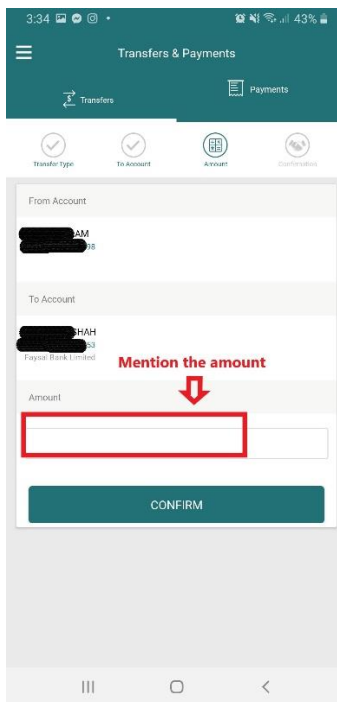 3:34 43%
Transfers & Payments
Transfers
Payments
Transfer Type To Account Amount Confirmation
From Account
AM
98
To Account
SHAH
53
Faysal Bank Limited
Mention the amount
Amount
CONFIRM